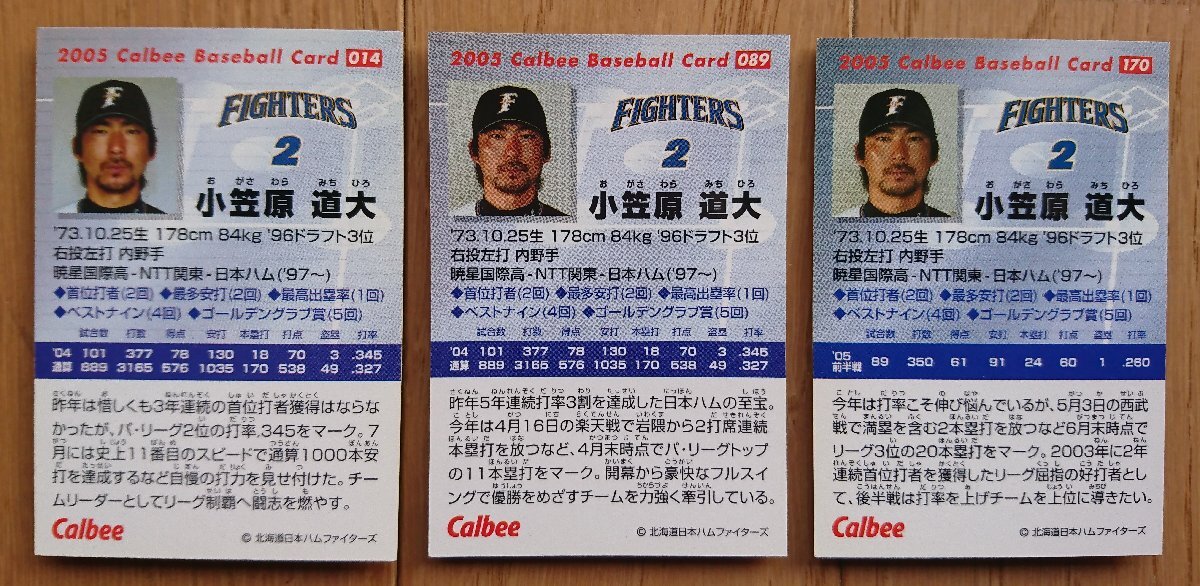 2005 Calbee Baseball Card 014
FIGHTERS
2
お がさ わら みち ひろ
小笠原 道大
'73.10.25生 178cm 84kg '96ドラフト3位
右投左打 内野手
暁星国際高-NTT関東-日本ハム('97〜)
◆首位打者(2回) ◆最多安打(2回) ◆最高出塁率(1回)
◆ベストナイン(4回) ◆ゴールデングラブ賞(5回)
試合数 打数 得点 安打 本塁打 打点 盗塁 打率
'04 101 377 78 130 18 70 3 .345
通算 889 3165 576 1035 170 538 49 .327
昨年は惜しくも3年連続の首位打者獲得はならな
かったが、パ・リーグ2位の打率.345をマーク。7
月には史上11番目のスピードで通算1000本安
打を達成するなど自慢の打力を見せ付けた。チー
ムリーダーとしてリーグ制覇へ闘志を燃やす。
Calbee
© 北海道日本ハムファイターズ
2005 Calbee Baseball Card 089
FIGHTERS
2
お がさ わら みち ひろ
小笠原 道大
'73.10.25生 178cm 84kg '96ドラフト3位
右投左打 内野手
暁星国際高-NTT関東-日本ハム('97〜)
◆首位打者(2回) ◆最多安打(2回) ◆最高出塁率(1回)
◆ベストナイン(4回) ◆ゴールデングラブ賞(5回)
試合数 打数 得点 安打 本塁打 打点 盗塁 打率
'04 101 377 78 130 18 70 3 .345
通算 889 3165 576 1035 170 538 49 .327
昨年5年連続打率3割を達成した日本ハムの至宝。
今年は4月16日の楽天戦で岩隈から2打席連続
本塁打を放つなど、4月末時点でパ・リーグトップ
の11本塁打をマーク。開幕から豪快なフルスイ
ングで優勝をめざすチームを力強く牽引している。
Calbee
© 北海道日本ハムファイターズ
2005 Calbee Baseball Card 170
FIGHTERS
2
お がさ わら みち ひろ
小笠原 道大
'73.10.25生 178cm 84kg '96ドラフト3位
右投左打 内野手
暁星国際高-NTT関東-日本ハム('97〜)
◆首位打者(2回) ◆最多安打(2回) ◆最高出塁率(1回)
◆ベストナイン(4回) ◆ゴールデングラブ賞(5回)
試合数 打数 得点 安打 本塁打 打点 盗塁 打率
'05前半戦 89 350 61 91 24 60 1 .260
今年は打率こそ伸び悩んでいるが、5月3日の西武
戦で満塁を含む2本塁打を放つなど6月末時点で
リーグ3位の20本塁打をマーク。2003年に2年
連続首位打者を獲得したリーグ屈指の好打者とし
て、後半戦は打率を上げチームを上位に導きたい。
Calbee
© 北海道日本ハムファイターズ